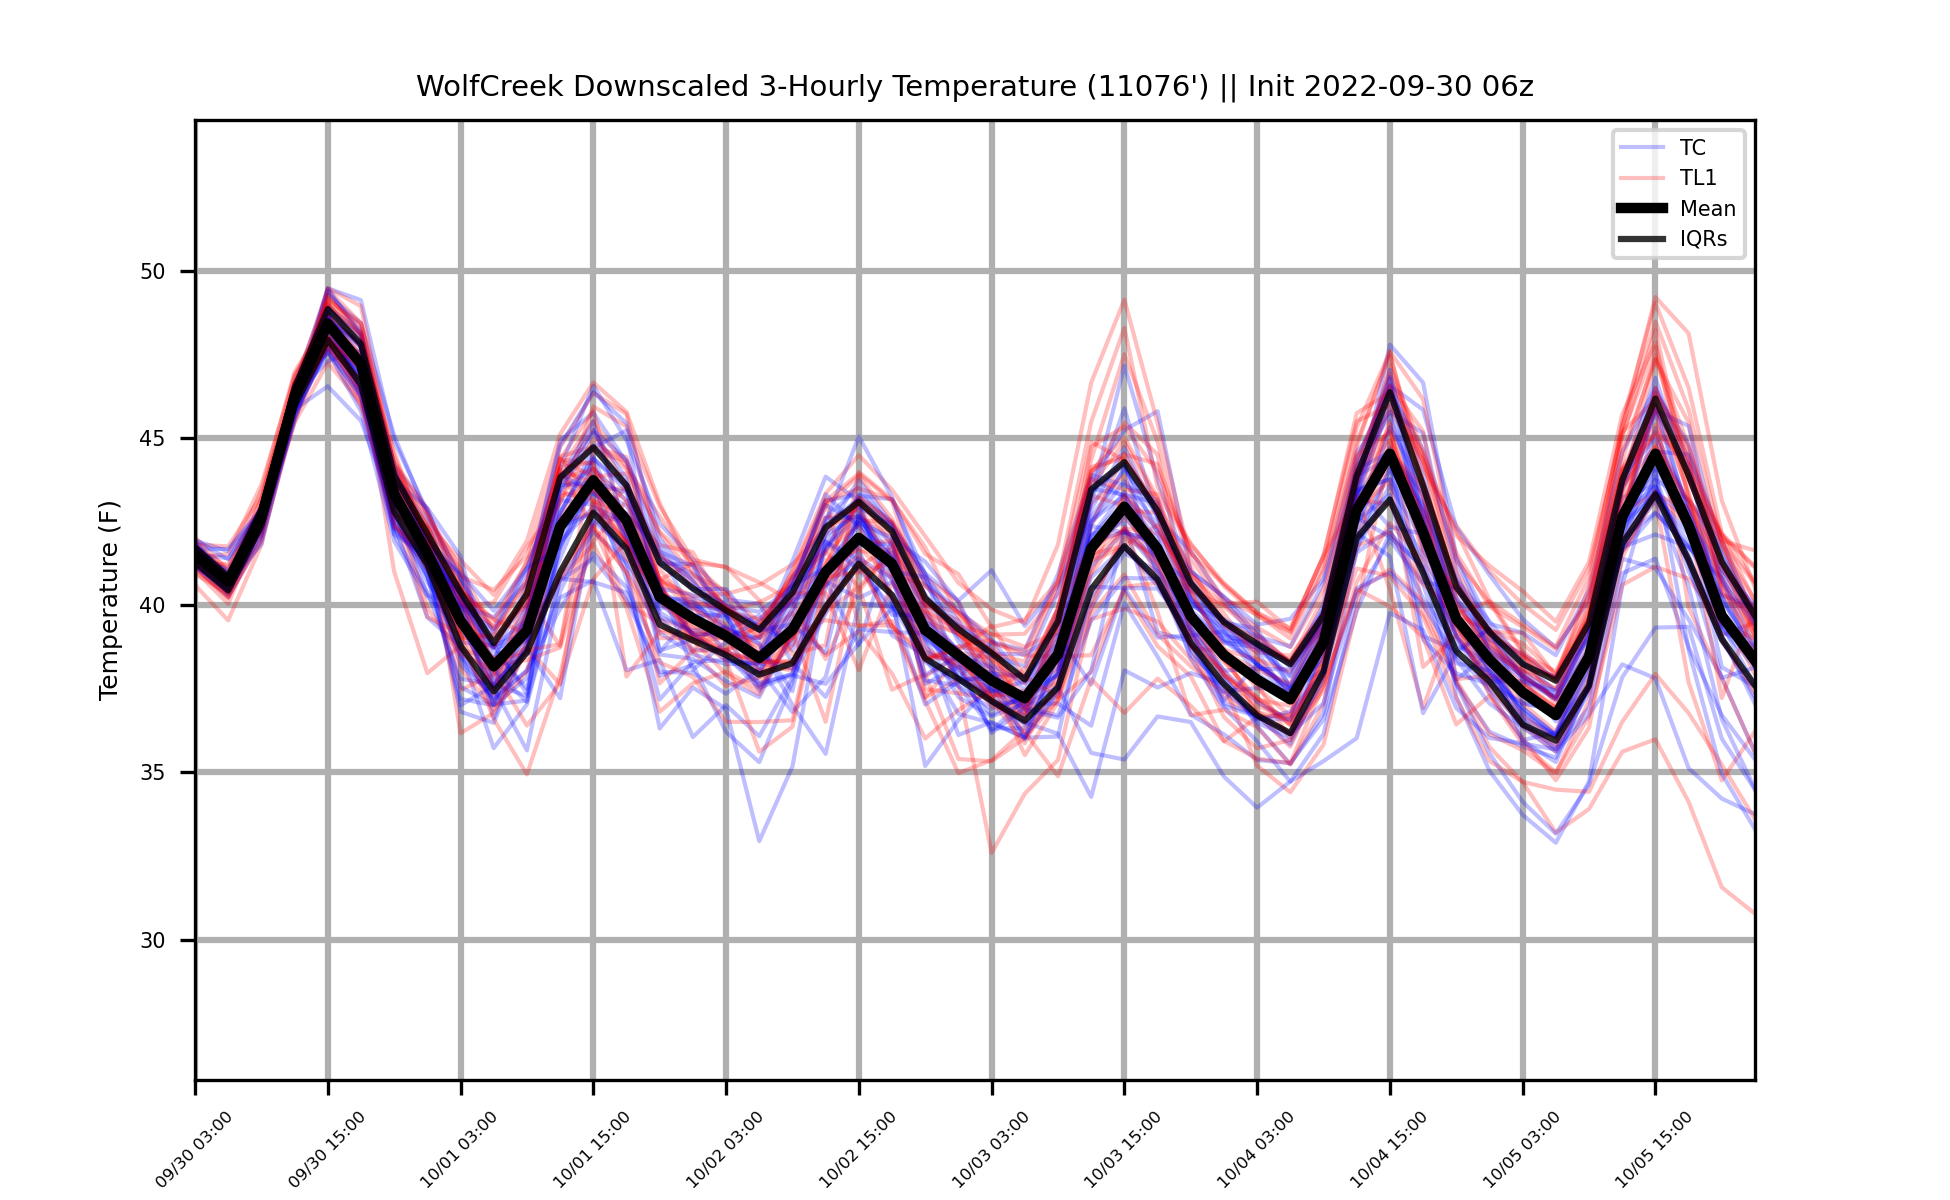 WolfCreek Downscaled 3-Hourly Temperature (11076') || Init 2022-09-30 06z
TC
TL1
Mean
IQRs
Temperature (F)
50
45
40
35
30
09/30 03:00
09/30 15:00
10/01 03:00
10/01 15:00
10/02 03:00
10/02 15:00
10/03 03:00
10/03 15:00
10/04 03:00
10/04 15:00
10/05 03:00
10/05 15:00